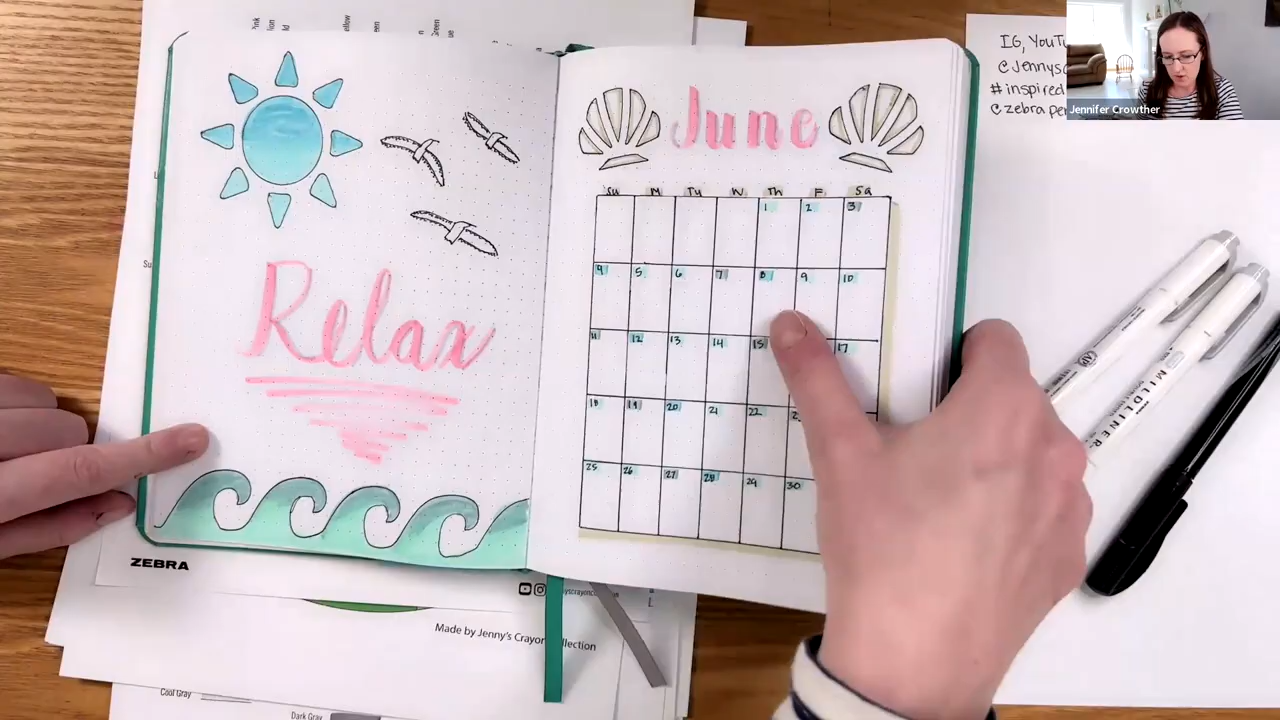 Relax
ZEBRA
Made by Jenny's Crayon Collection
Cool Gray
Dark Gray
June
Su M Tu W Th F Sa
1 2 3
4 5 6 7 8 9 10
11 12 13 14 15 17
18 19 20 21 22
25 26 27 28 29 30
IG, YouTu
#inspired
@zebra pe
MILDLINER
Jennifer Crowther